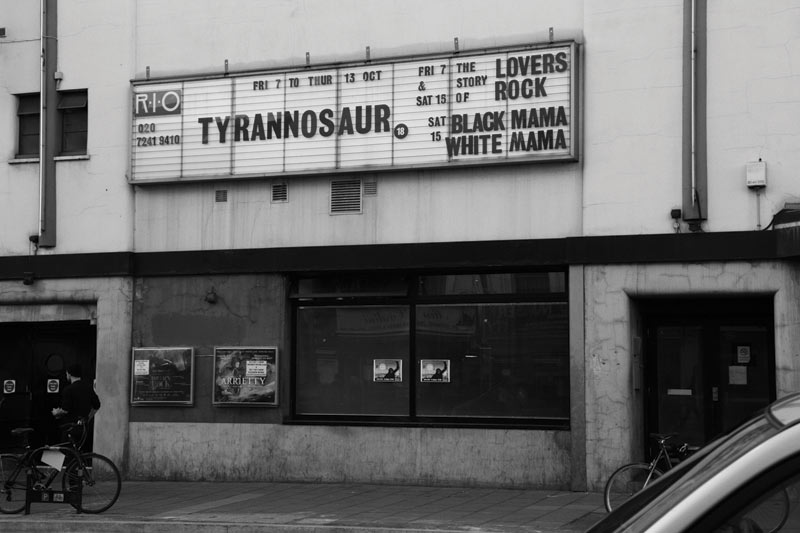 R·I·O
020
7241 9410
FRI 7 TO THUR 13 OCT
TYRANNOSAUR. 18
FRI 7 & SAT 15
THE STORY OF
LOVERS ROCK
SAT 15
BLACK MAMA
WHITE MAMA
ARRIETTY